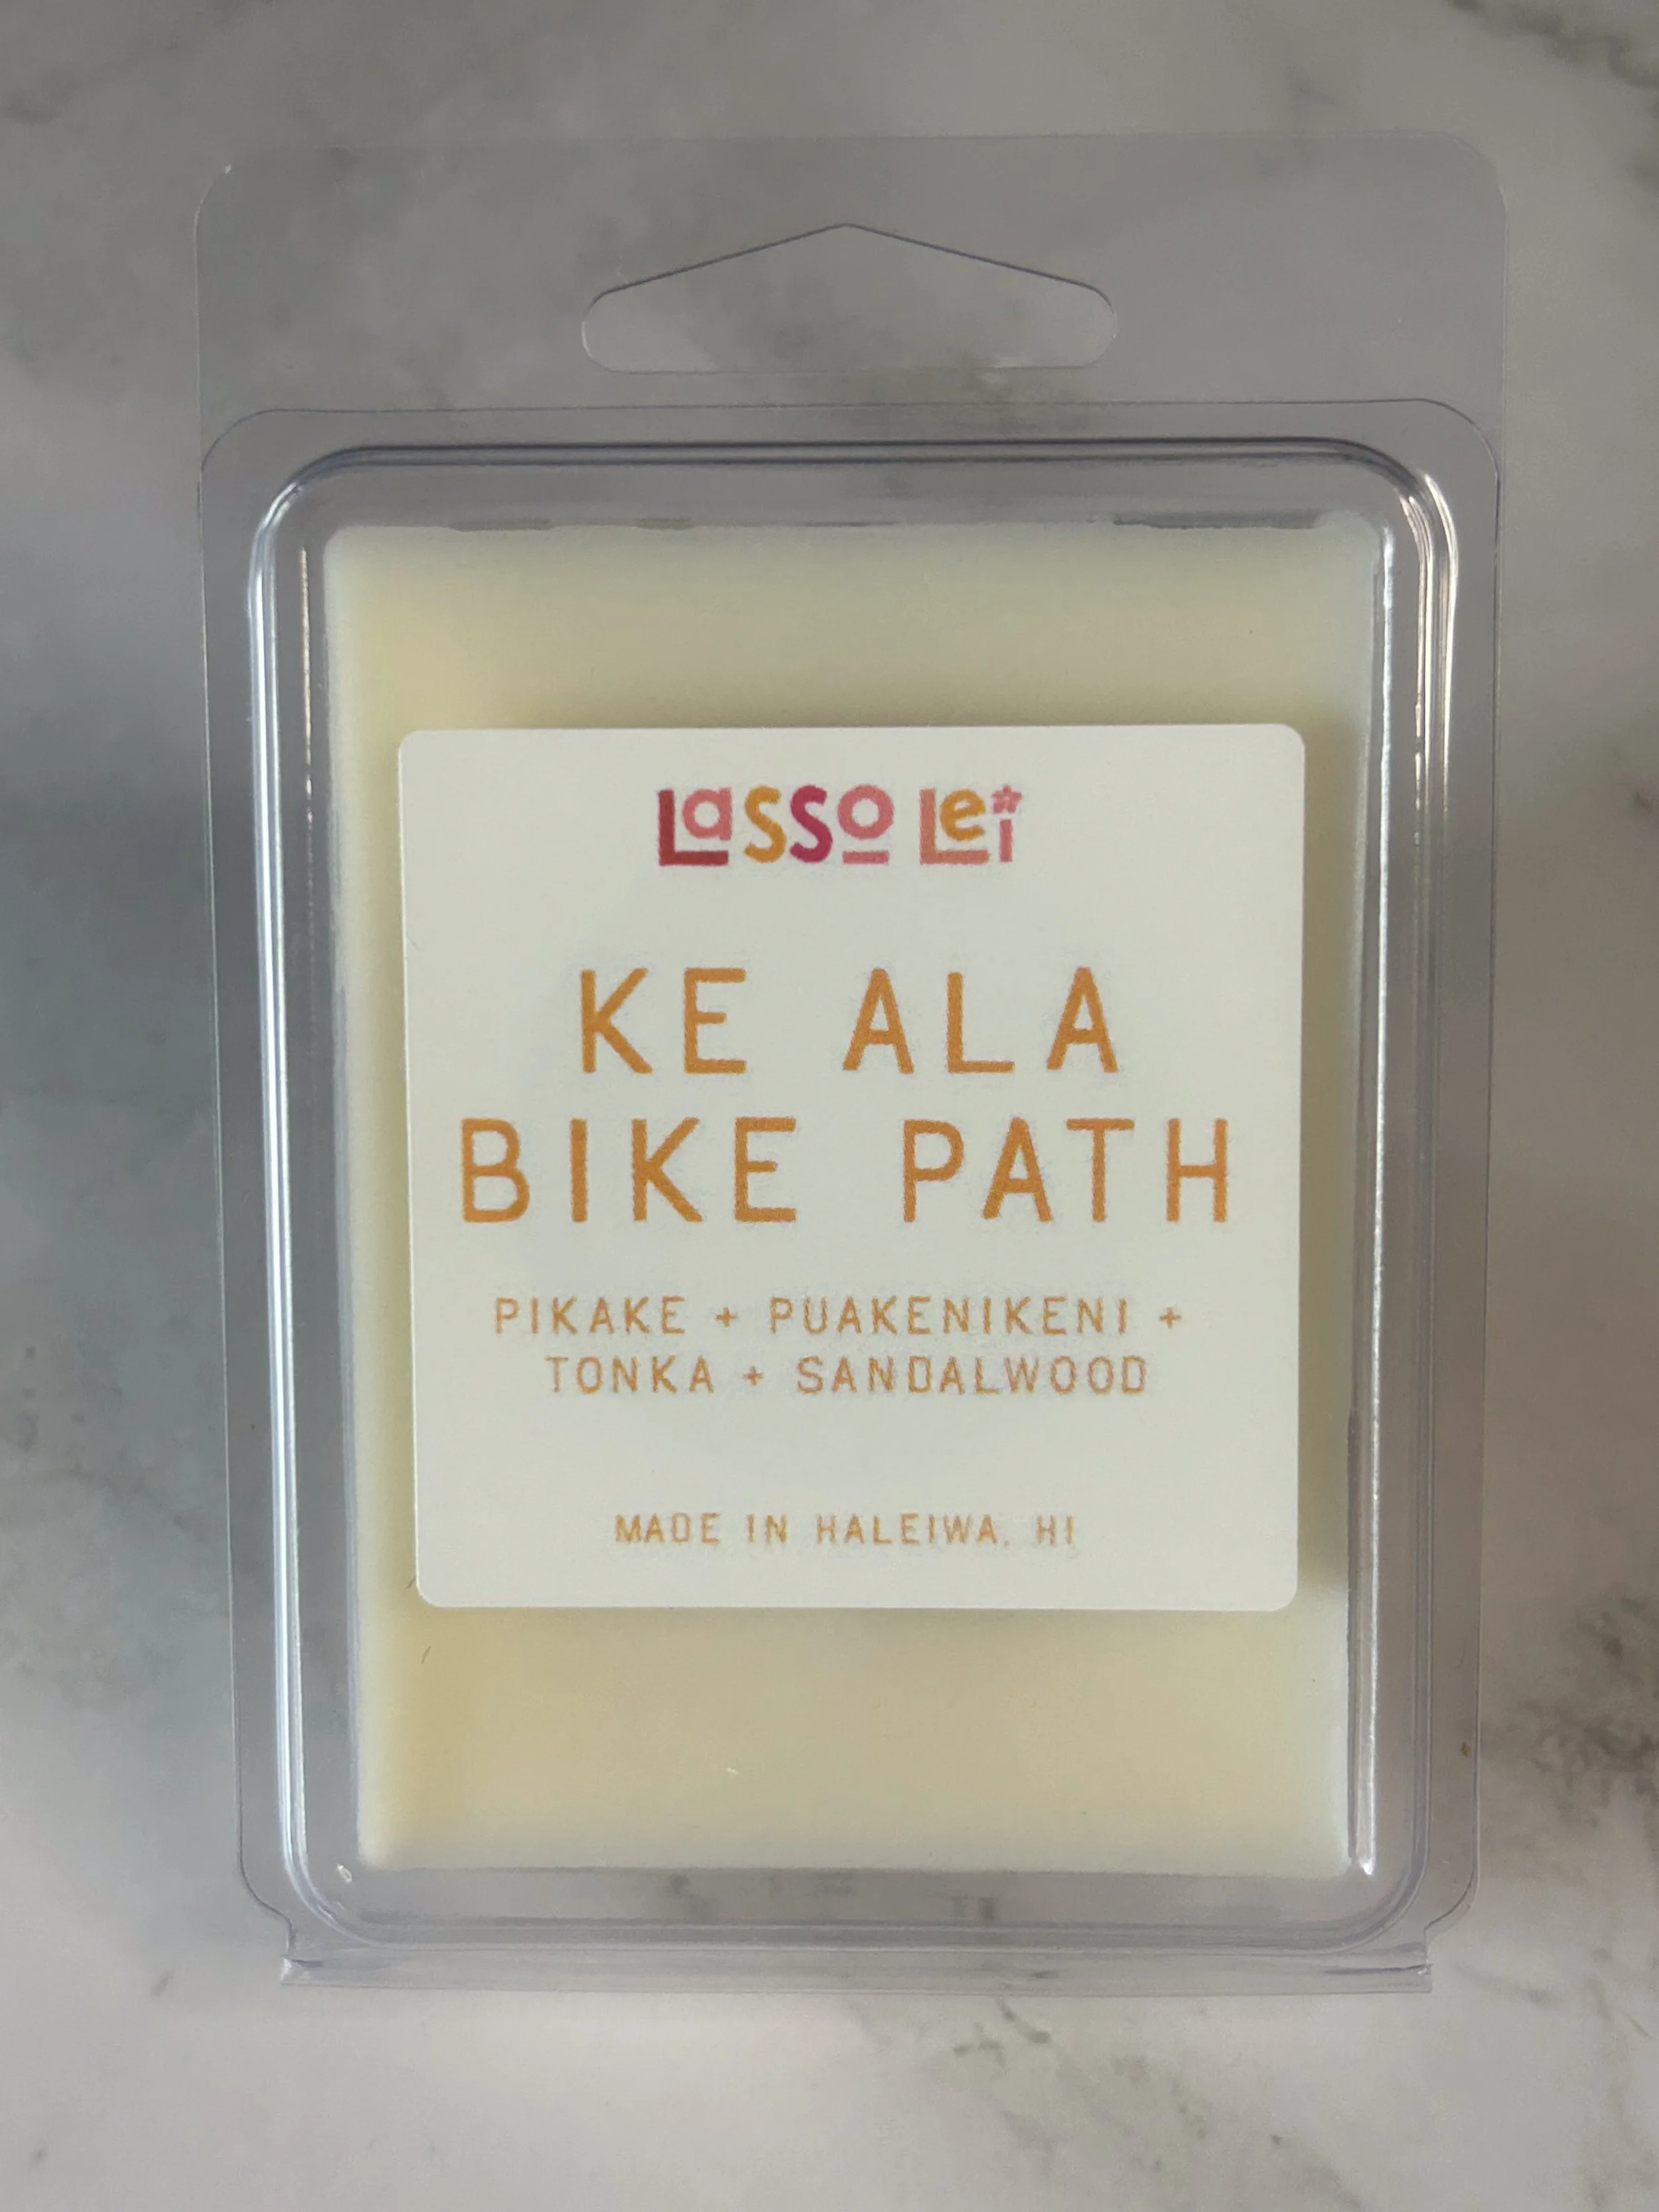 Lasso Lei
KE ALA
BIKE PATH
PIKAKE + PUAKENIKENI +
TONKA + SANDALWOOD
MADE IN HALEIWA, HI